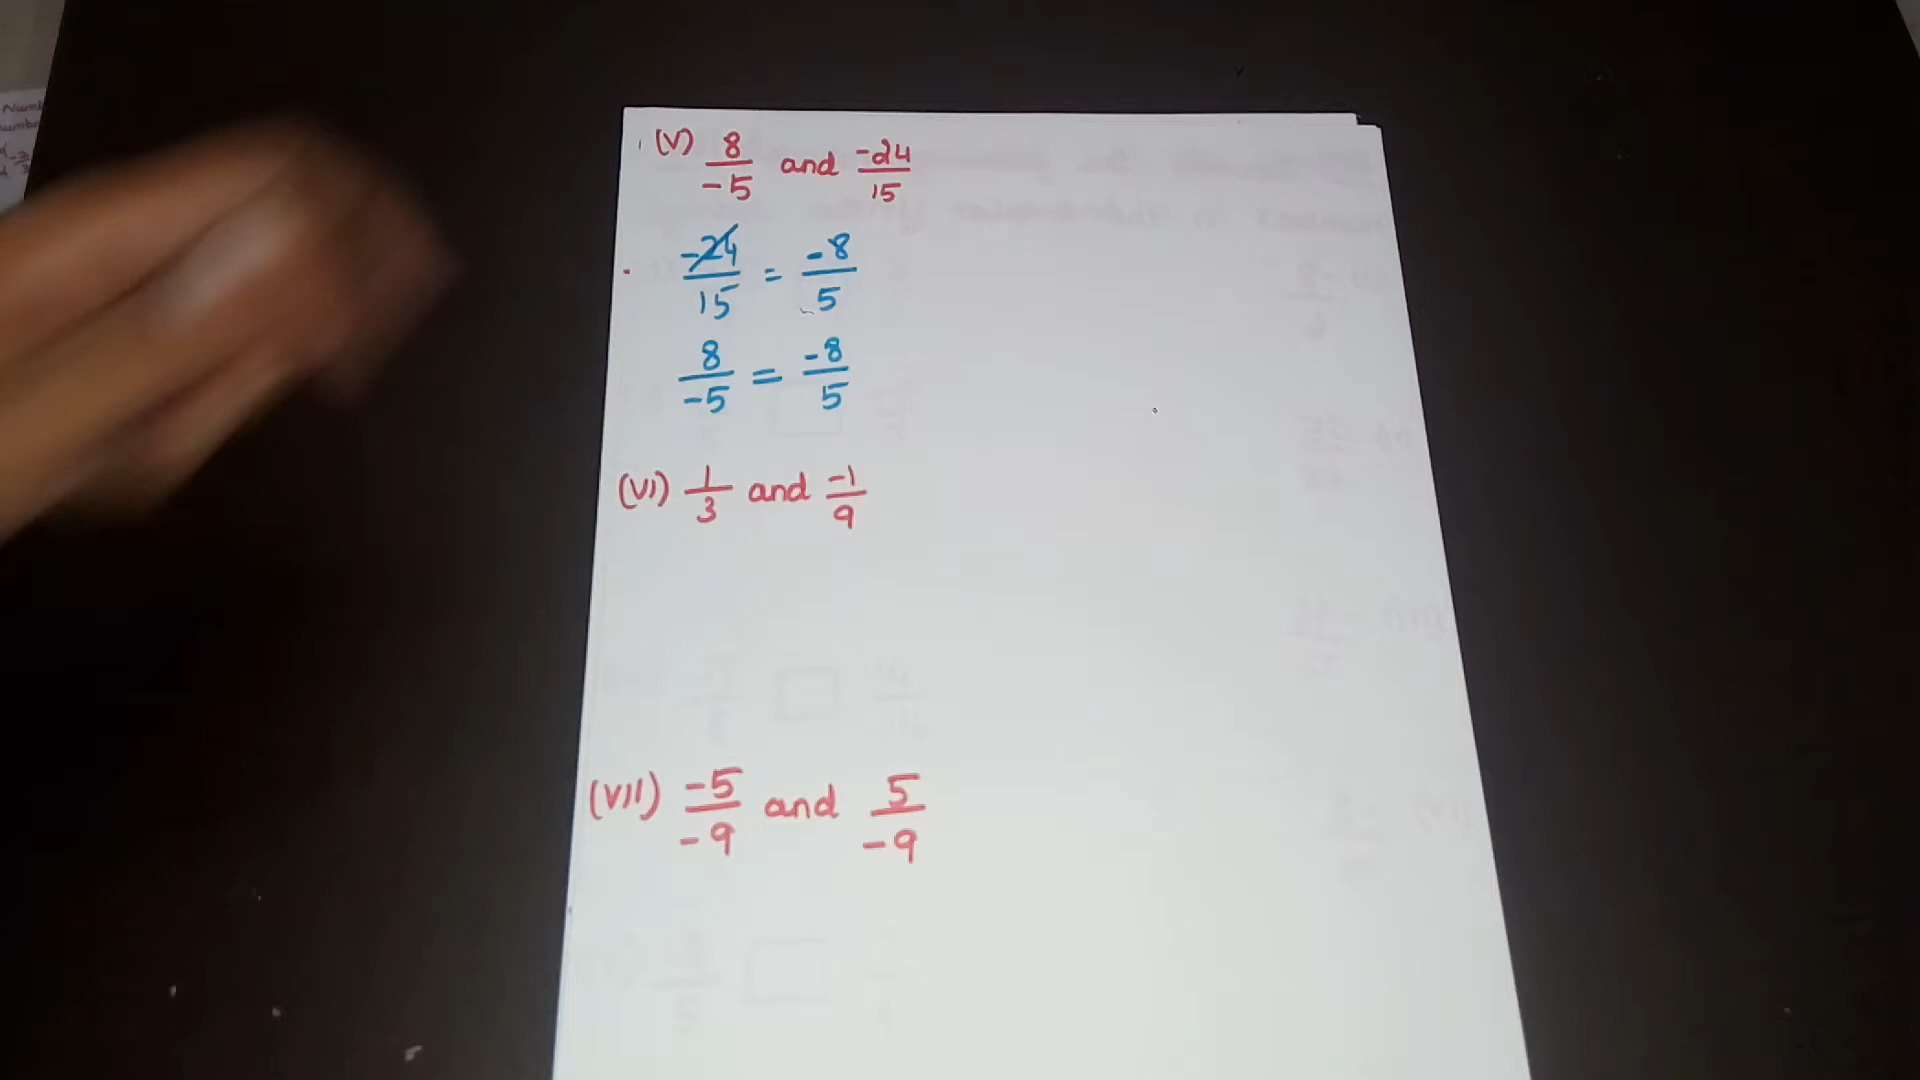 (V) 8/-5 and -24/15
-24/15 = -8/5
8/-5 = -8/5
(VI) 1/3 and -1/9
(VII) -5/-9 and 5/-9